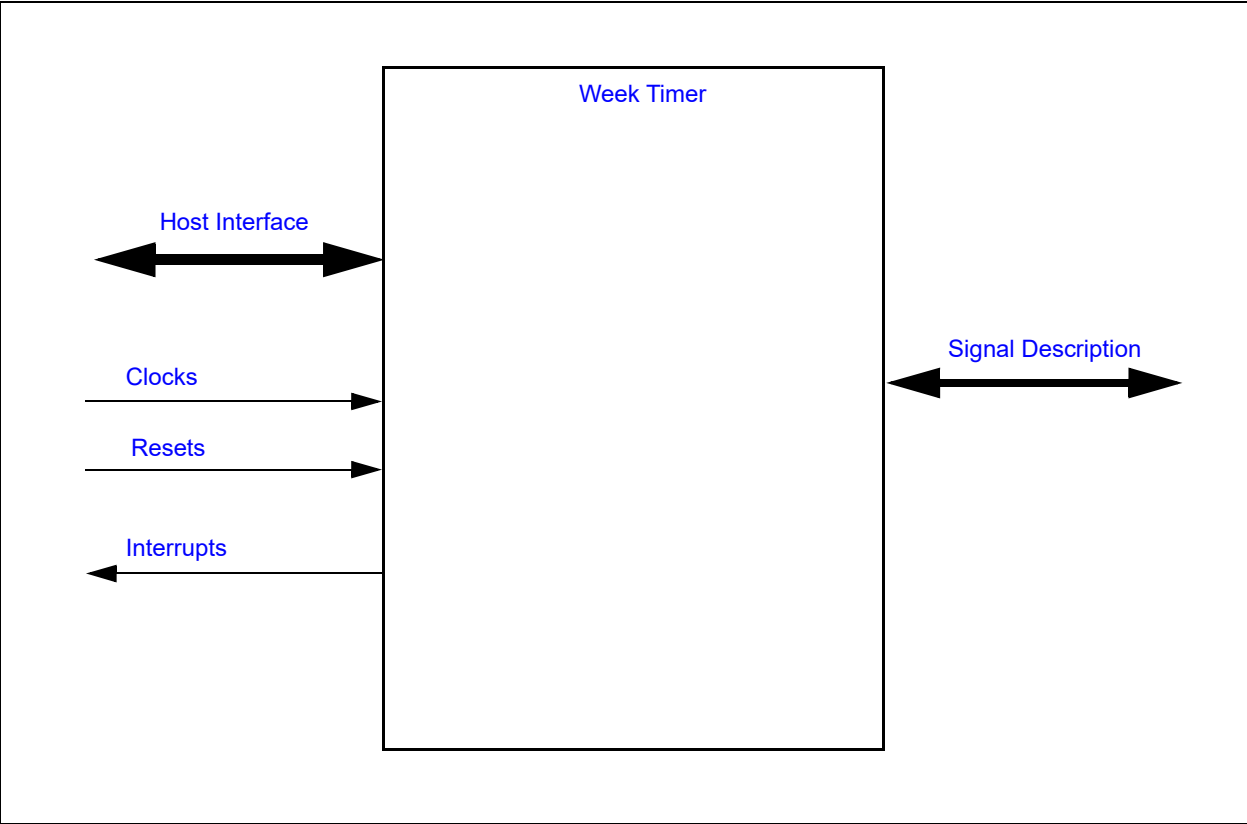 Week Timer
Host Interface
Signal Description
Clocks
Resets
Interrupts